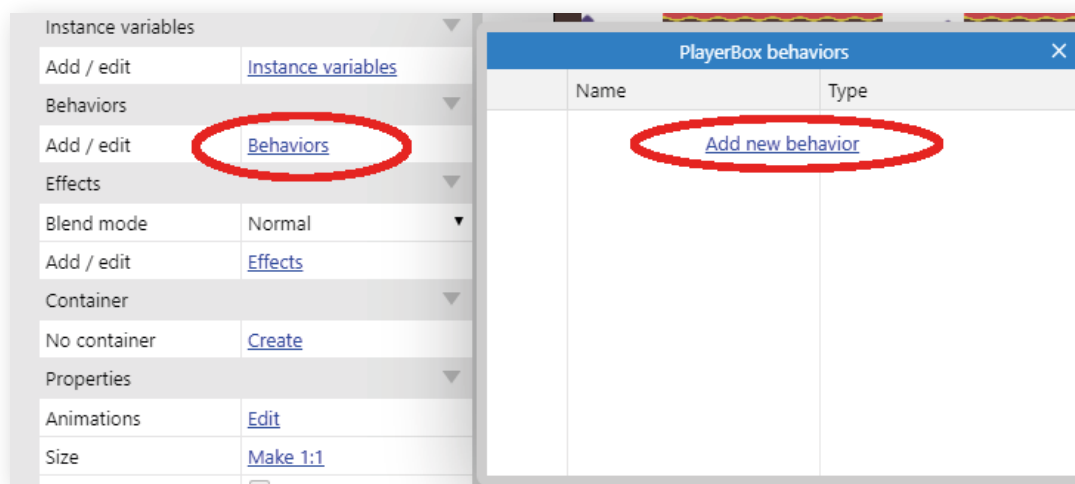 Instance variables
Add / edit Instance variables
Behaviors
Add / edit Behaviors
Effects
Blend mode Normal
Add / edit Effects
Container
No container Create
Properties
Animations Edit
Size Make 1:1
PlayerBox behaviors
Name Type
Add new behavior